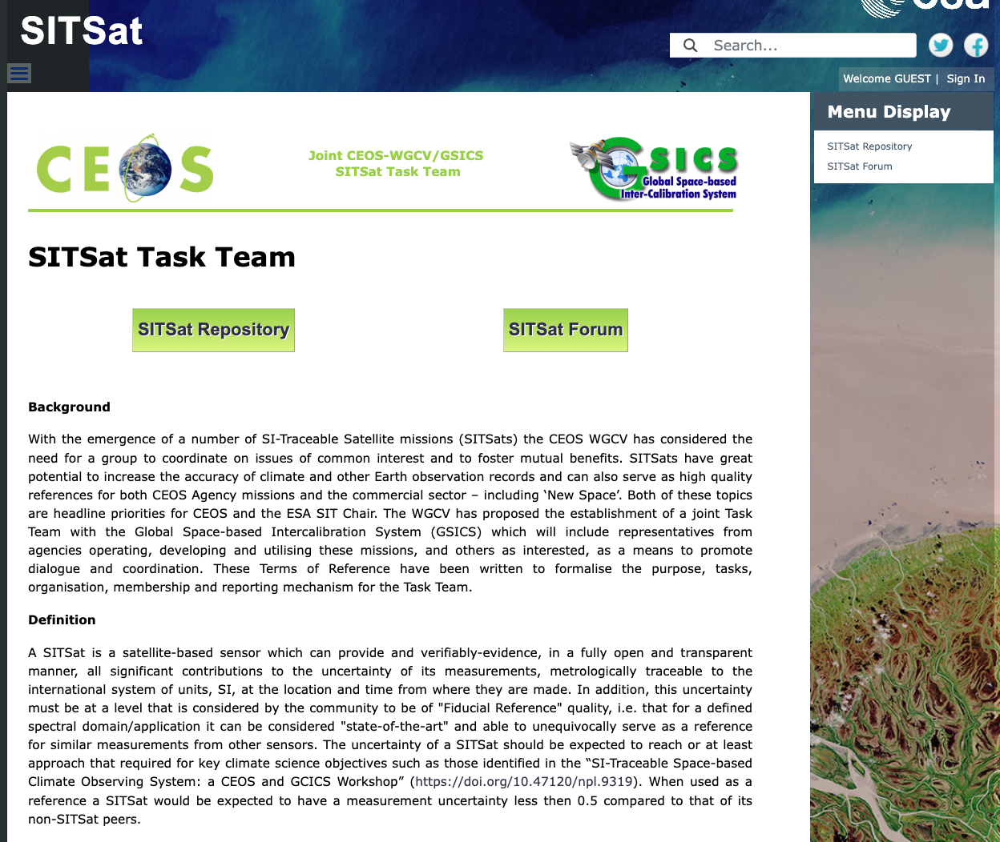 esa
SITSat
Search...
Welcome GUEST | Sign In
Menu Display
SITSat Repository
SITSat Forum
CEOS
Joint CEOS-WGCV/GSICS
SITSat Task Team
GSICS
Global Space-based
Inter-Calibration System
SITSat Task Team
SITSat Repository
SITSat Forum
Background
With the emergence of a number of SI-Traceable Satellite missions (SITSats) the CEOS WGCV has considered the
need for a group to coordinate on issues of common interest and to foster mutual benefits. SITSats have great
potential to increase the accuracy of climate and other Earth observation records and can also serve as high quality
references for both CEOS Agency missions and the commercial sector – including ‘New Space’. Both of these topics
are headline priorities for CEOS and the ESA SIT Chair. The WGCV has proposed the establishment of a joint Task
Team with the Global Space-based Intercalibration System (GSICS) which will include representatives from
agencies operating, developing and utilising these missions, and others as interested, as a means to promote
dialogue and coordination. These Terms of Reference have been written to formalise the purpose, tasks,
organisation, membership and reporting mechanism for the Task Team.
Definition
A SITSat is a satellite-based sensor which can provide and verifiably-evidence, in a fully open and transparent
manner, all significant contributions to the uncertainty of its measurements, metrologically traceable to the
international system of units, SI, at the location and time from where they are made. In addition, this uncertainty
must be at a level that is considered by the community to be of "Fiducial Reference" quality, i.e. that for a defined
spectral domain/application it can be considered "state-of-the-art" and able to unequivocally serve as a reference
for similar measurements from other sensors. The uncertainty of a SITSat should be expected to reach or at least
approach that required for key climate science objectives such as those identified in the “SI-Traceable Space-based
Climate Observing System: a CEOS and GCICS Workshop” (https://doi.org/10.47120/npl.9319). When used as a
reference a SITSat would be expected to have a measurement uncertainty less then 0.5 compared to that of its
non-SITSat peers.